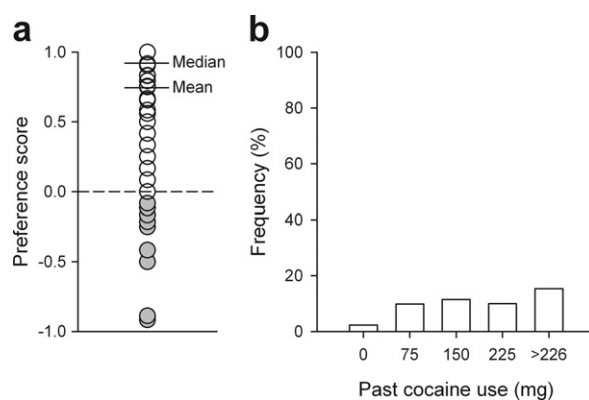 a
Preference score
1.0
0.5
0.0
-0.5
-1.0
Median
Mean
b
Frequency (%)
100
80
60
40
20
0
0 75 150 225 >226
Past cocaine use (mg)